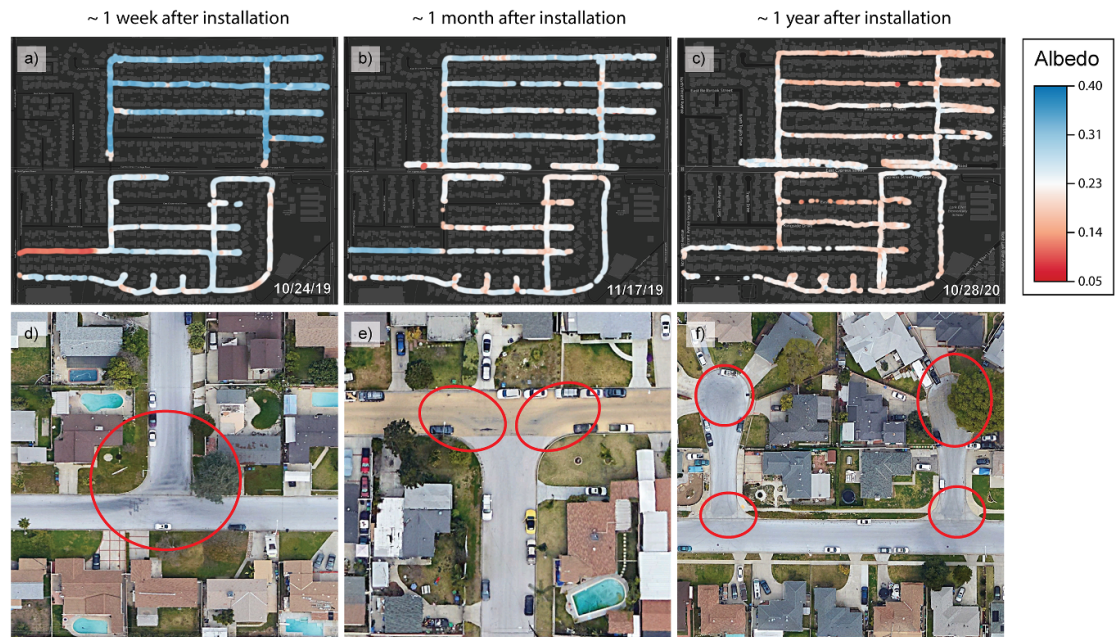 ~ 1 week after installation
~ 1 month after installation
~ 1 year after installation
a)
b)
c)
10/24/19
11/17/19
10/28/20
Albedo
0.40
0.31
0.23
0.14
0.05
d)
e)
f)